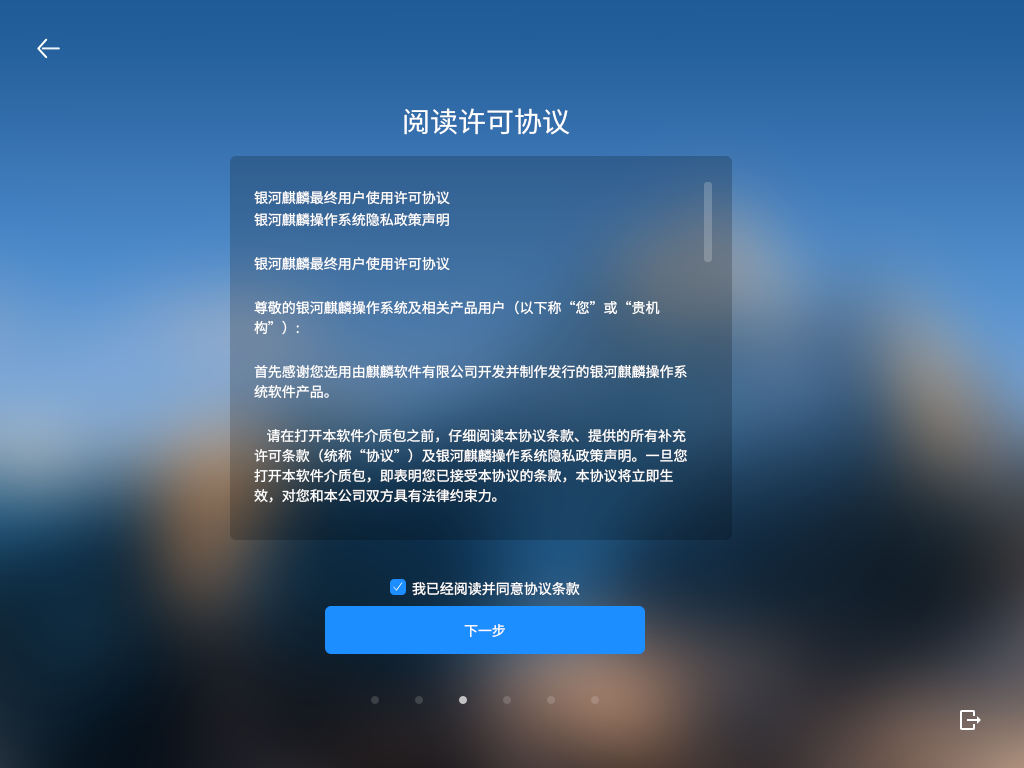 阅读许可协议
银河麒麟最终用户使用许可协议
银河麒麟操作系统隐私政策声明
银河麒麟最终用户使用许可协议
尊敬的银河麒麟操作系统及相关产品用户（以下称“您”或“贵机
构”）:
首先感谢您选用由麒麟软件有限公司开发并制作发行的银河麒麟操作系
统软件产品。
请在打开本软件介质包之前，仔细阅读本协议条款、提供的所有补充
许可条款（统称“协议”）及银河麒麟操作系统隐私政策声明。一旦您
打开本软件介质包，即表明您已接受本协议的条款，本协议将立即生
效，对您和本公司双方具有法律约束力。
我已经阅读并同意协议条款
下一步